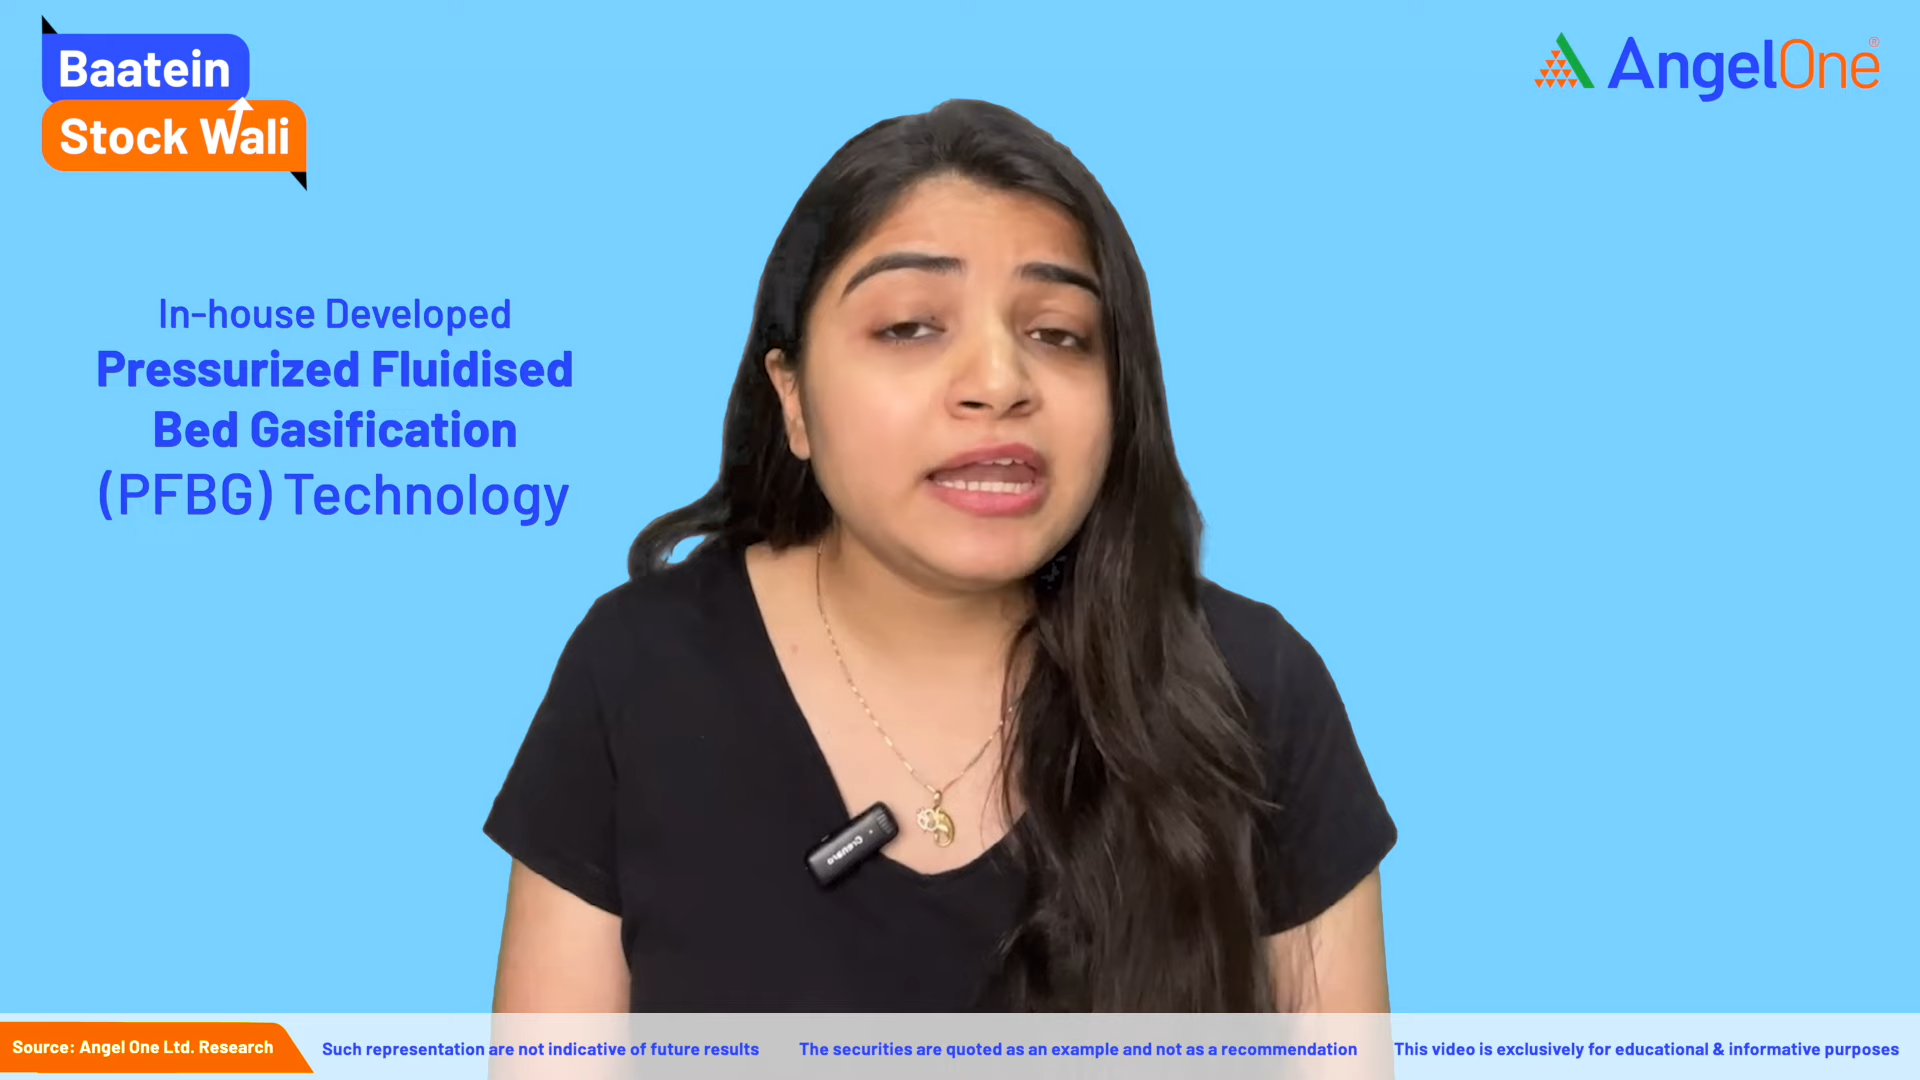 Baatein
Stock Wali
AngelOne®
In-house Developed
Pressurized Fluidised
Bed Gasification
(PFBG) Technology
Source: Angel One Ltd. Research
Such representation are not indicative of future results
The securities are quoted as an example and not as a recommendation
This video is exclusively for educational & informative purposes